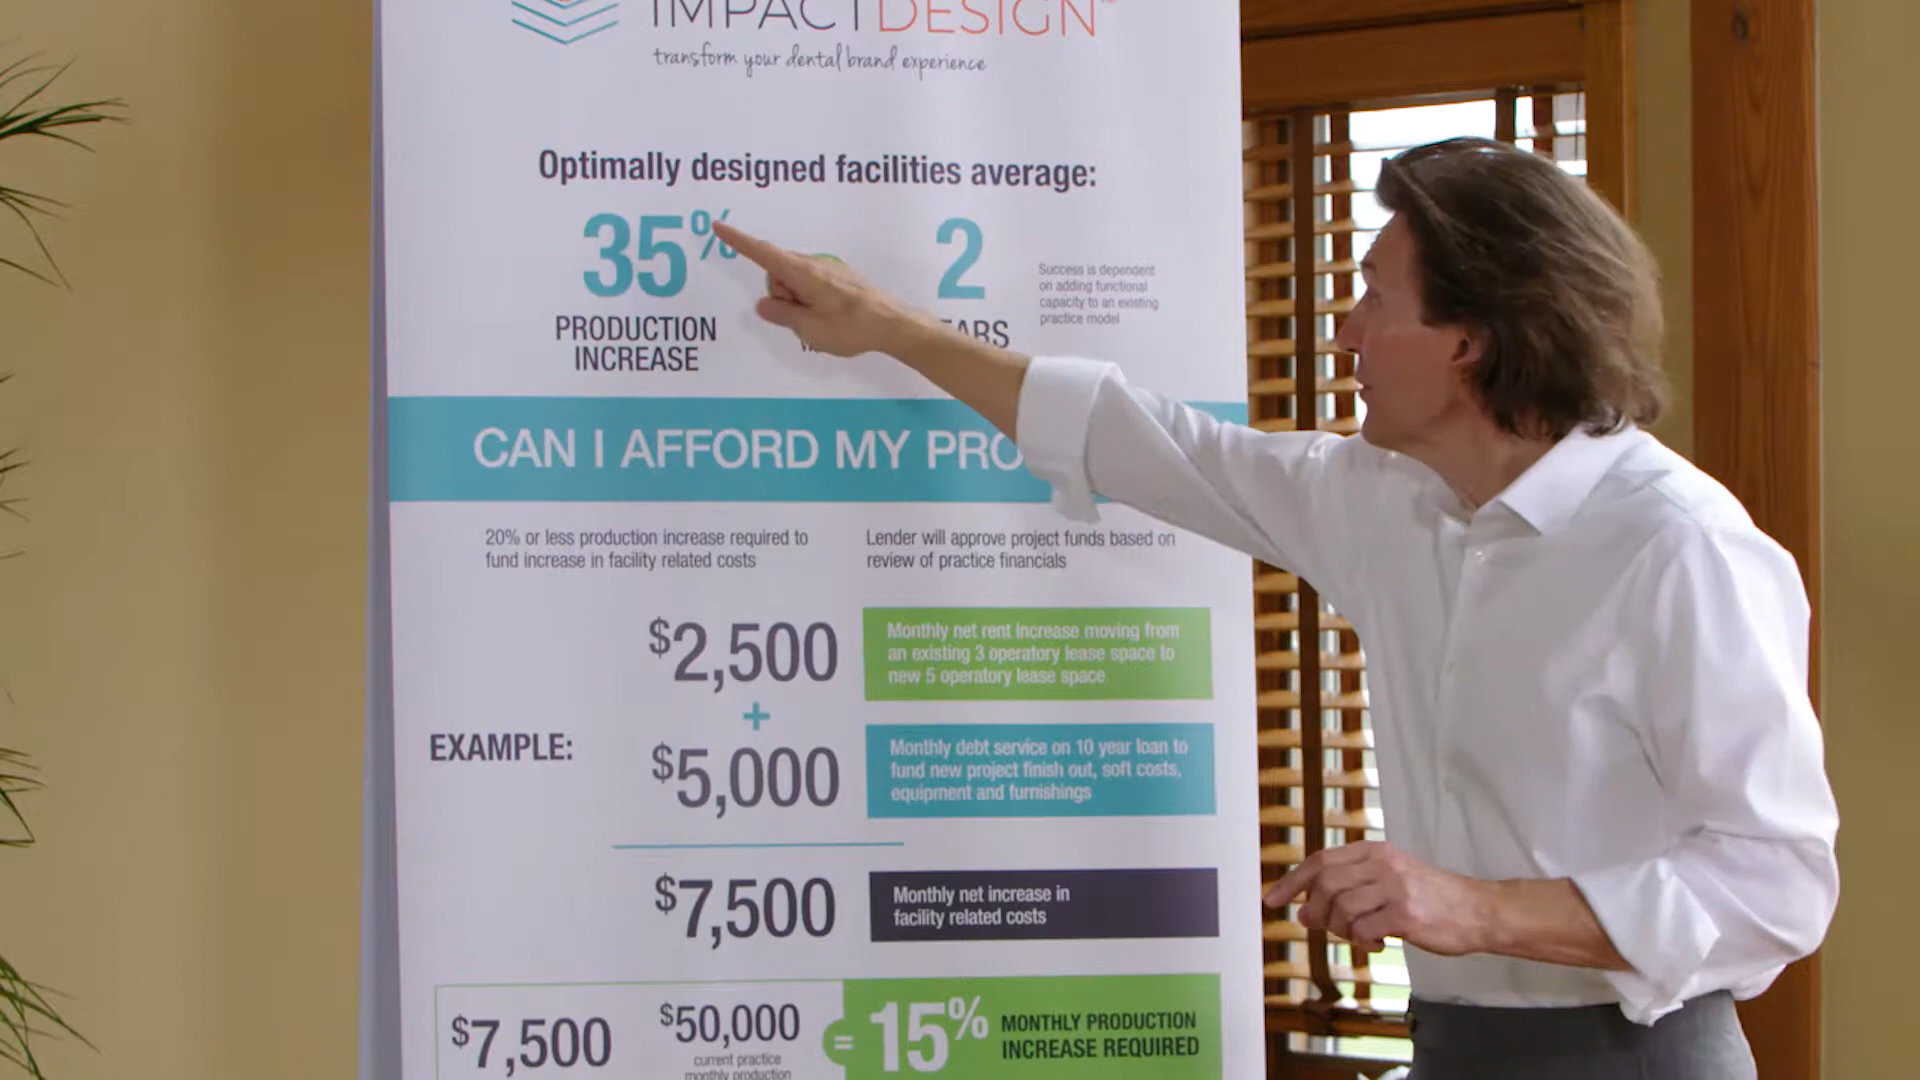 IMPACTDESIGN
transform your dental brand experience
Optimally designed facilities average:
35%
PRODUCTION
INCREASE
2
Success is dependent
on adding functional
capacity to an existing
practice model
CAN I AFFORD MY
20% or less production increase required to
fund increase in facility related costs
Lender will approve project funds based on
review of practice financials
EXAMPLE:
$2,500
Monthly net rent increase moving from
an existing 3 operatory lease space to
new 5 operatory lease space
+
$5,000
Monthly debt service on 10 year loan to
fund new project finish out, soft costs,
equipment and furnishings
$7,500
Monthly net increase in
facility related costs
$7,500
$50,000
current practice
monthly production
=
15%
MONTHLY PRODUCTION
INCREASE REQUIRED